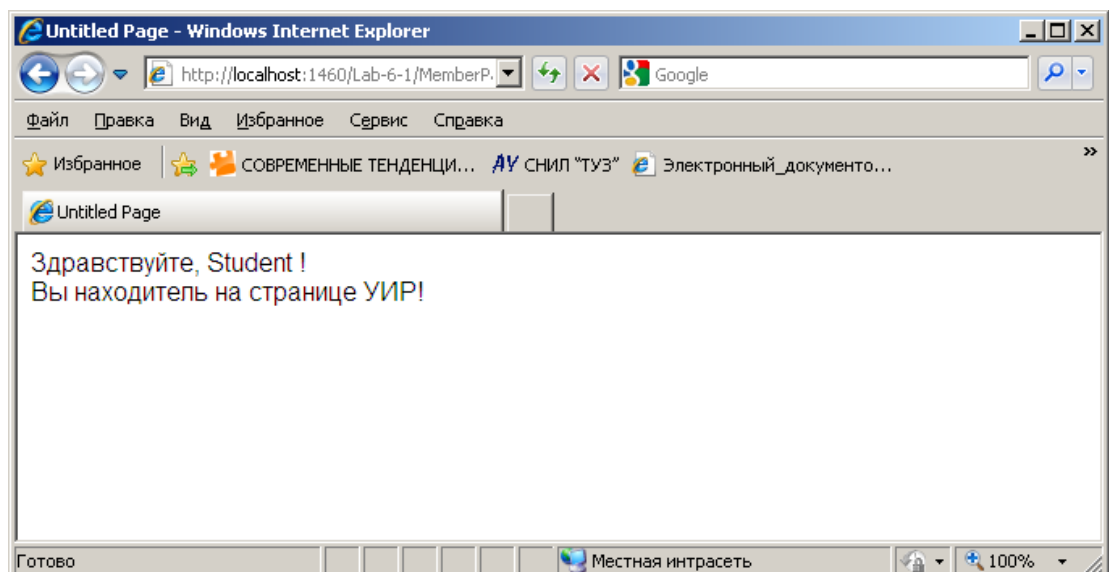 Untitled Page - Windows Internet Explorer
http://localhost:1460/Lab-6-1/MemberP. Google
Файл Правка Вид Избранное Сервис Справка
Избранное СОВРЕМЕННЫЕ ТЕНДЕНЦИ... АУ СНИЛ "ТУЗ" Электронный_документо... »
Untitled Page
Здравствуйте, Student !
Вы находитель на странице УИР!
Готово Местная интрасеть 100%